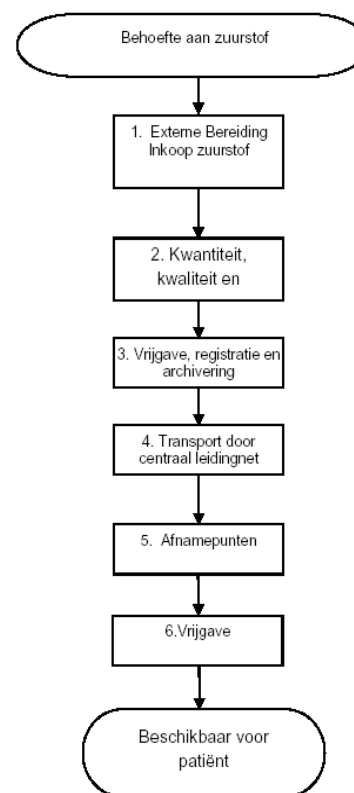 Behoefte aan zuurstof
1. Externe Bereiding
Inkoop zuurstof
2. Kwantiteit,
kwaliteit en
3. Vrijgave, registratie en
archivering
4. Transport door
centraal leidingnet
5. Afnamepunten
6.Vrijgave
Beschikbaar voor
patiënt